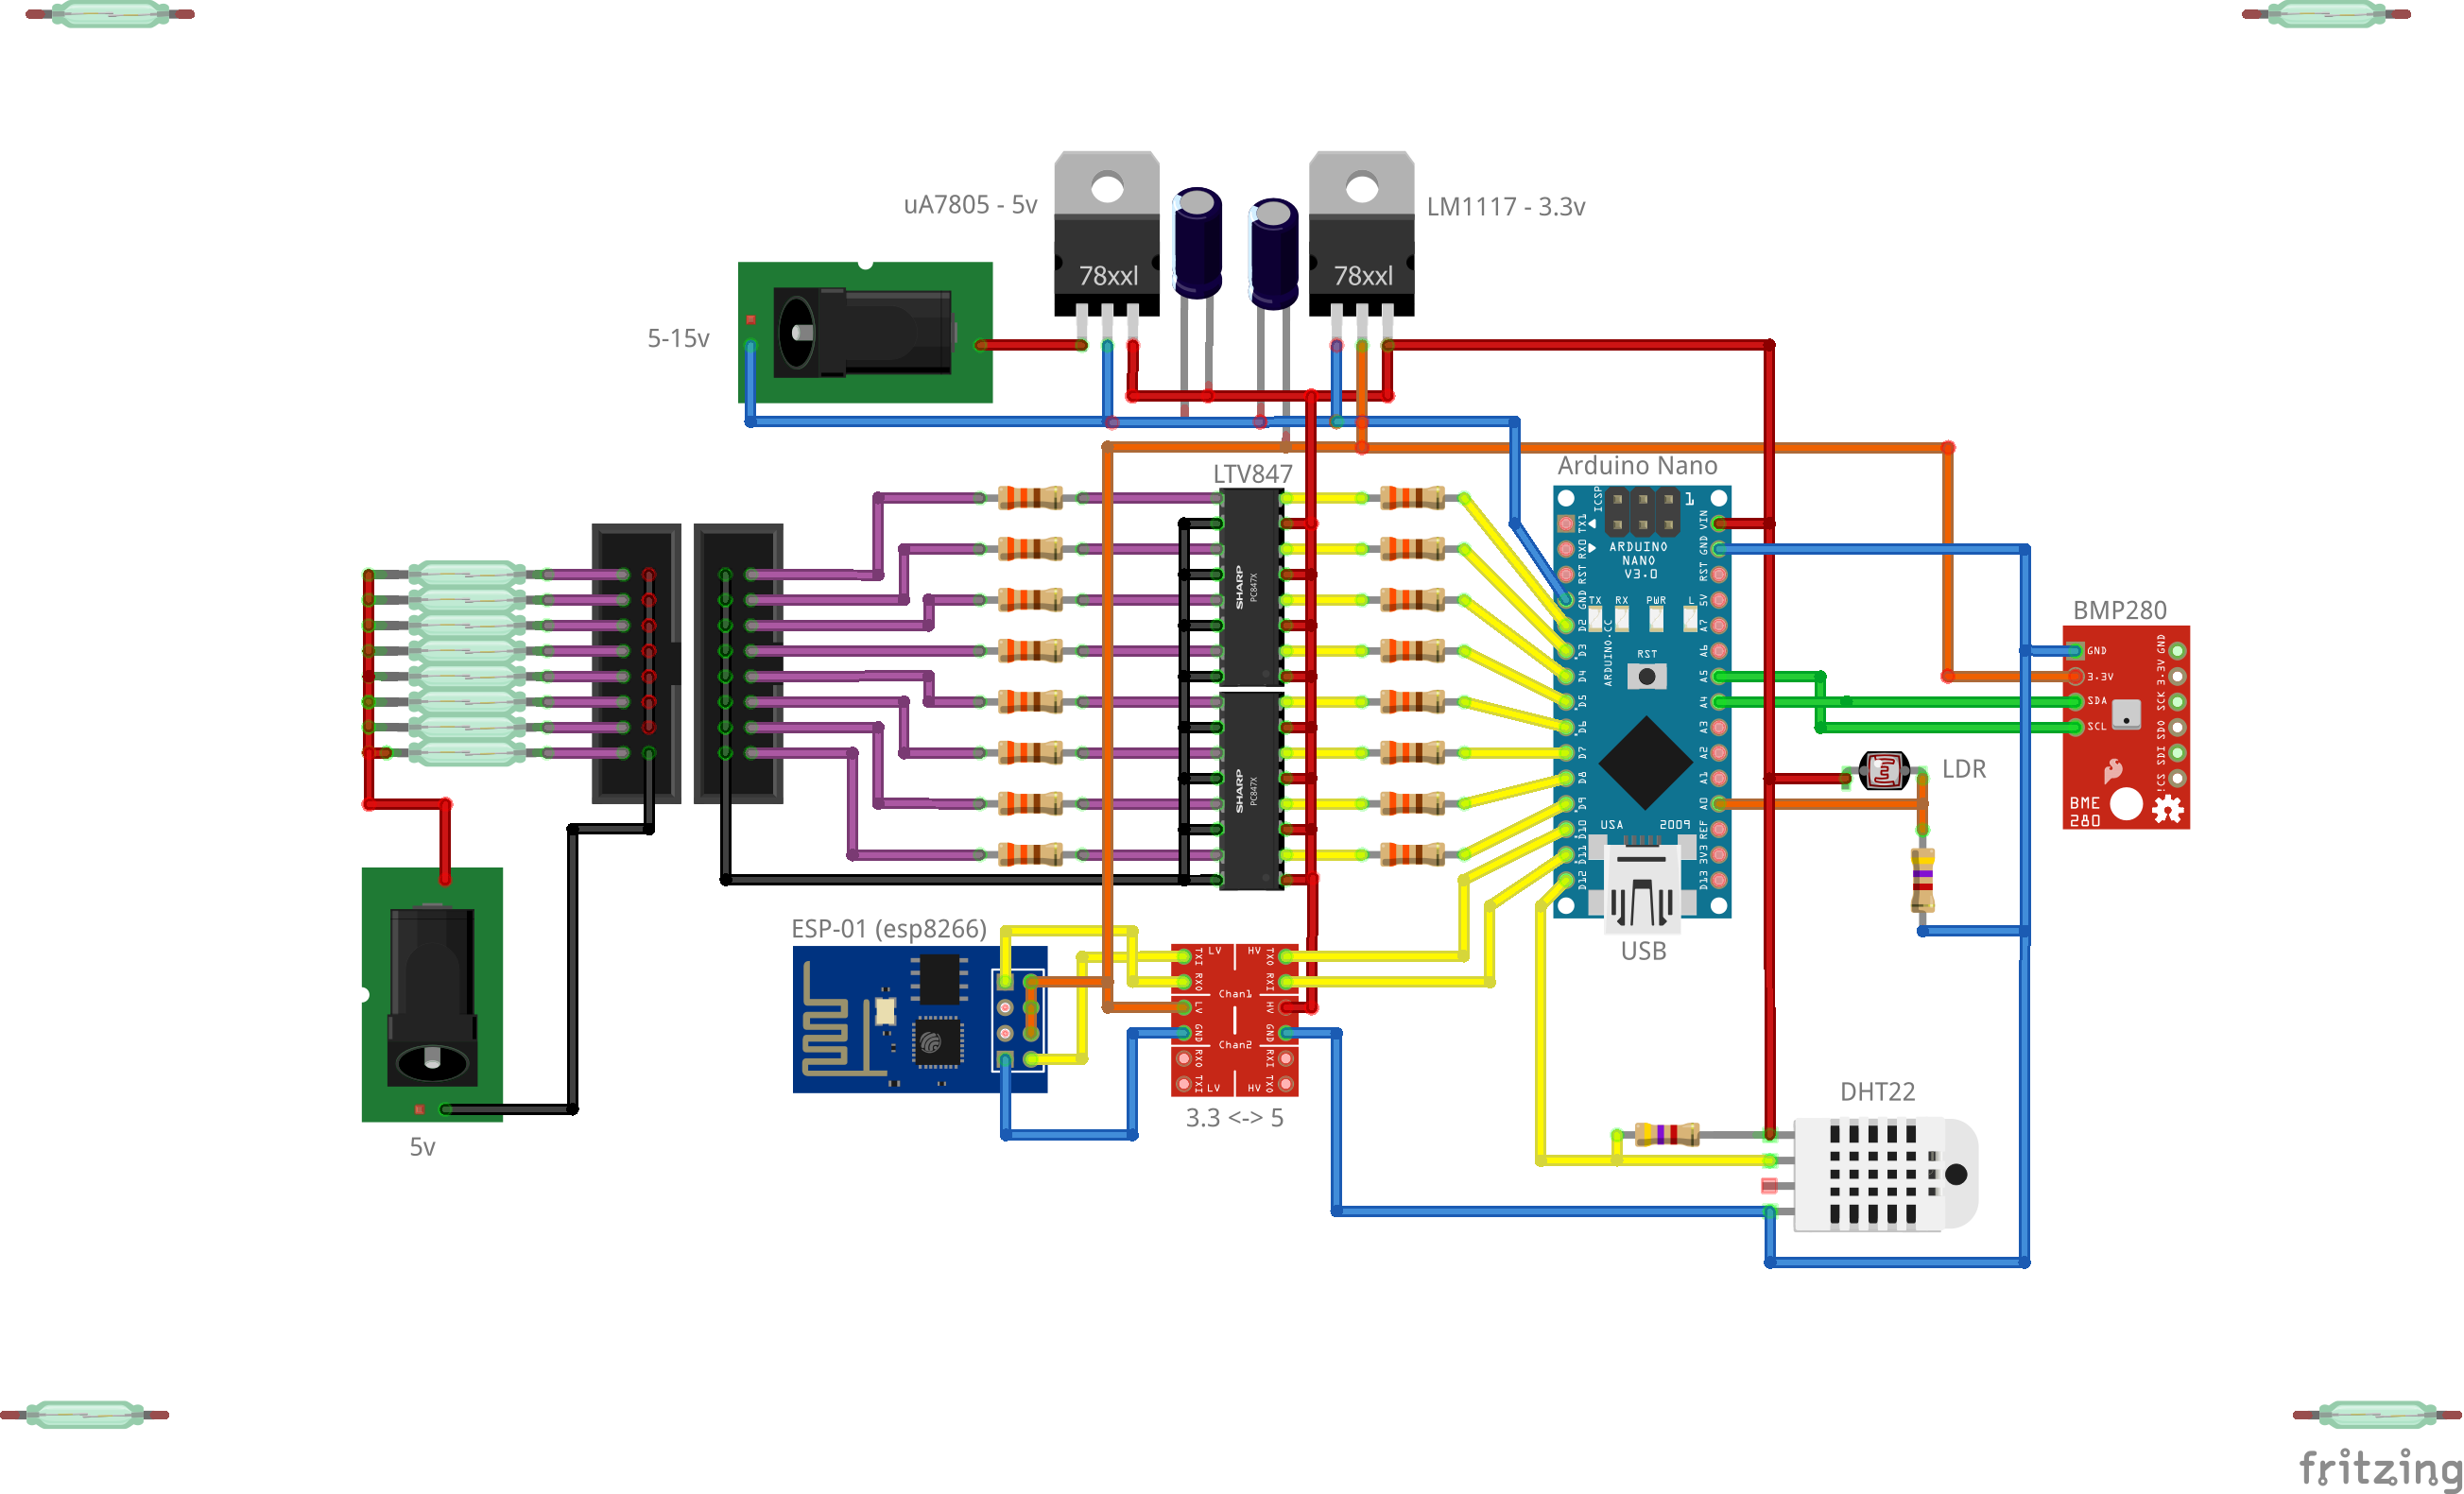 uA7805 - 5v
LM1117 - 3.3v
78xxl
78xxl
5-15v
LTV847
Arduino Nano
ICSP
1
TX1
RX0
RST
GND
D2
D3
D4
D5
D6
D7
D8
D9
D10
D11
D12
VIN
GND
RST
5V
A7
A6
A5
A4
A3
A2
A1
A0
REF
3V3
D13
ARDUINO
NANO
V3.0
TX
RX
PWR
L
ARDUINO.CC
RST
USA
2009
USB
SHARP
PC847X
SHARP
PC847X
BMP280
GND
3.3V
SDA
SCL
GND
3.3V
SCK
SDO
SDI
!CS
BME
280
LDR
ESP-01 (esp8266)
LV
HV
TXI
TXO
RXO
RXI
Chan1
LV
HV
GND
GND
Chan2
RXO
RXI
TXI
TXO
LV
HV
3.3 <-> 5
DHT22
5v
fritzing